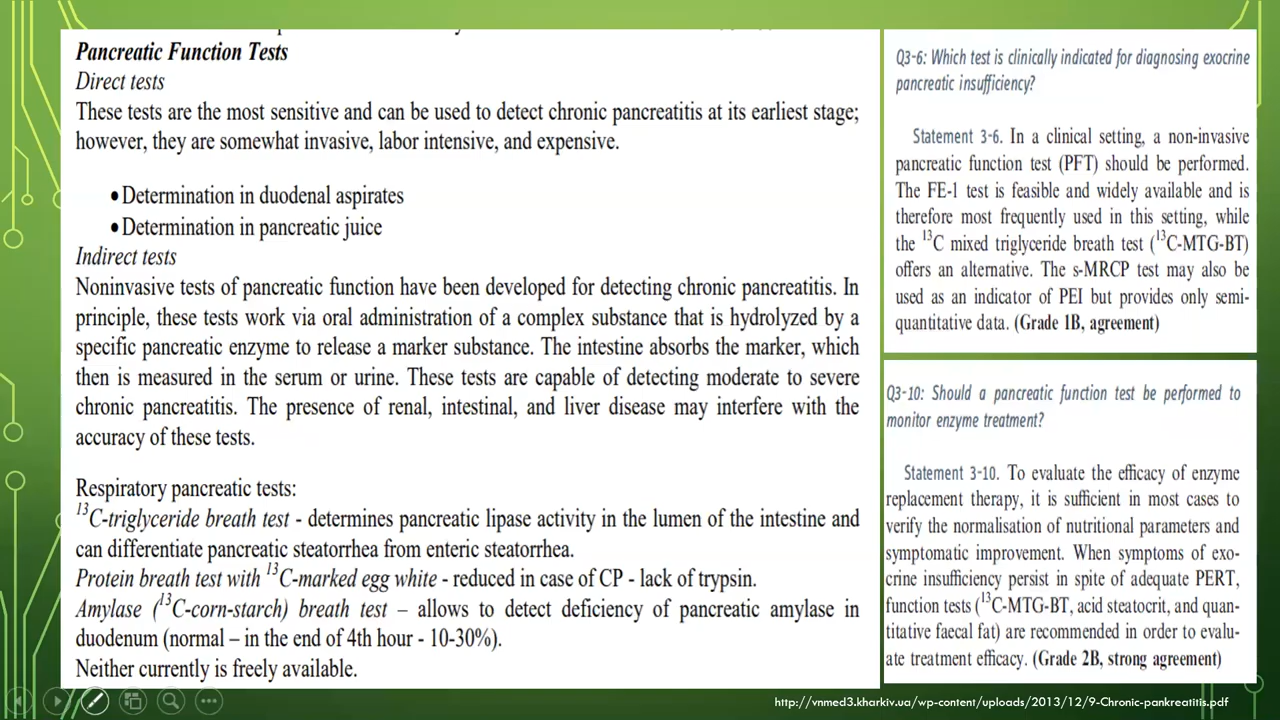 Pancreatic Function Tests
Direct tests
These tests are the most sensitive and can be used to detect chronic pancreatitis at its earliest stage;
however, they are somewhat invasive, labor intensive, and expensive.
•Determination in duodenal aspirates
•Determination in pancreatic juice
Indirect tests
Noninvasive tests of pancreatic function have been developed for detecting chronic pancreatitis. In
principle, these tests work via oral administration of a complex substance that is hydrolyzed by a
specific pancreatic enzyme to release a marker substance. The intestine absorbs the marker, which
then is measured in the serum or urine. These tests are capable of detecting moderate to severe
chronic pancreatitis. The presence of renal, intestinal, and liver disease may interfere with the
accuracy of these tests.
Respiratory pancreatic tests:
¹³C-triglyceride breath test - determines pancreatic lipase activity in the lumen of the intestine and
can differentiate pancreatic steatorrhea from enteric steatorrhea.
Protein breath test with ¹³C-marked egg white - reduced in case of CP - lack of trypsin.
Amylase (¹³C-corn-starch) breath test – allows to detect deficiency of pancreatic amylase in
duodenum (normal – in the end of 4th hour - 10-30%).
Neither currently is freely available.
Q3-6: Which test is clinically indicated for diagnosing exocrine
pancreatic insufficiency?
Statement 3-6. In a clinical setting, a non-invasive
pancreatic function test (PFT) should be performed.
The FE-1 test is feasible and widely available and is
therefore most frequently used in this setting, while
the ¹³C mixed triglyceride breath test (¹³C-MTG-BT)
offers an alternative. The s-MRCP test may also be
used as an indicator of PEI but provides only semi-
quantitative data. (Grade 1B, agreement)
Q3-10: Should a pancreatic function test be performed to
monitor enzyme treatment?
Statement 3-10. To evaluate the efficacy of enzyme
replacement therapy, it is sufficient in most cases to
verify the normalisation of nutritional parameters and
symptomatic improvement. When symptoms of exo-
crine insufficiency persist in spite of adequate PERT,
function tests (¹³C-MTG-BT, acid steatocrit, and quan-
titative faecal fat) are recommended in order to evalu-
ate treatment efficacy. (Grade 2B, strong agreement)
http://vnmed3.kharkiv.ua/wp-content/uploads/2013/12/9-Chronic-pankreatitis.pdf